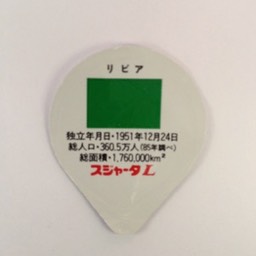 リビア
独立年月日・1951年12月24日
総人口・360.5万人(85年調べ)
総面積・1,760,000km²
スジャータL